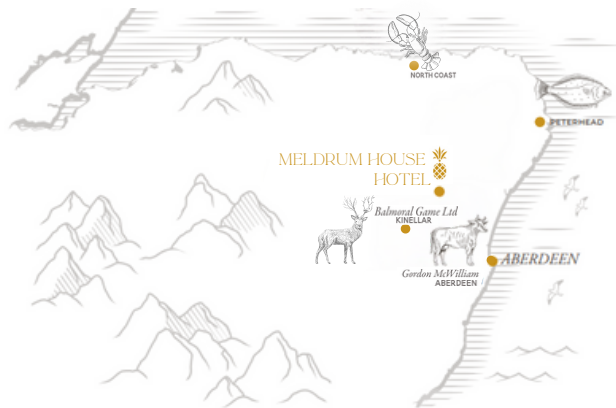 NORTH COAST
PETERHEAD
MELDRUM HOUSE
HOTEL
Balmoral Game Ltd
KINELLAR
ABERDEEN
Gordon McWilliam
ABERDEEN